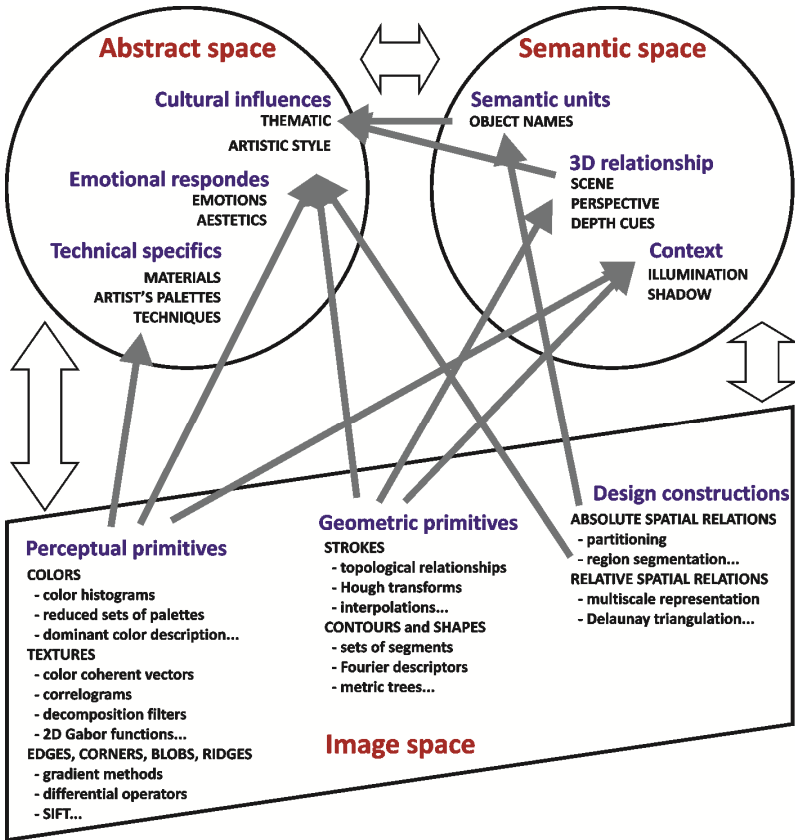 Abstract space
Cultural influences
THEMATIC
ARTISTIC STYLE
Emotional respondes
EMOTIONS
AESTETICS
Technical specifics
MATERIALS
ARTIST'S PALETTES
TECHNIQUES
Semantic space
Semantic units
OBJECT NAMES
3D relationship
SCENE
PERSPECTIVE
DEPTH CUES
Context
ILLUMINATION
SHADOW
Perceptual primitives
COLORS
- color histograms
- reduced sets of palettes
- dominant color description...
TEXTURES
- color coherent vectors
- correlograms
- decomposition filters
- 2D Gabor functions...
EDGES, CORNERS, BLOBS, RIDGES
- gradient methods
- differential operators
- SIFT...
Geometric primitives
STROKES
- topological relationships
- Hough transforms
- interpolations...
CONTOURS and SHAPES
- sets of segments
- Fourier descriptors
- metric trees...
Design constructions
ABSOLUTE SPATIAL RELATIONS
- partitioning
- region segmentation...
RELATIVE SPATIAL RELATIONS
- multiscale representation
- Delaunay triangulation...
Image space